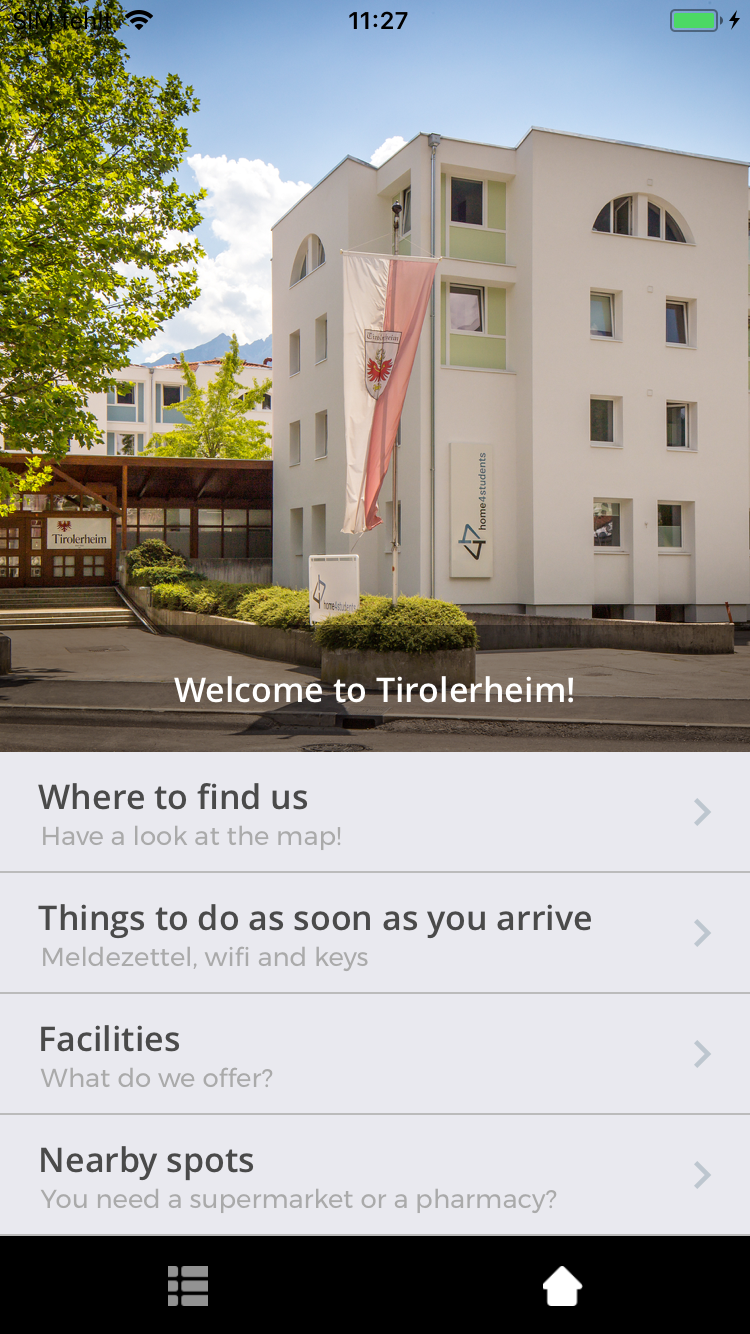 SIM fehlt 11:27
Tirolerheim
home4students
Tirolerheim
home4students
Welcome to Tirolerheim!
Where to find us
Have a look at the map!
Things to do as soon as you arrive
Meldezettel, wifi and keys
Facilities
What do we offer?
Nearby spots
You need a supermarket or a pharmacy?